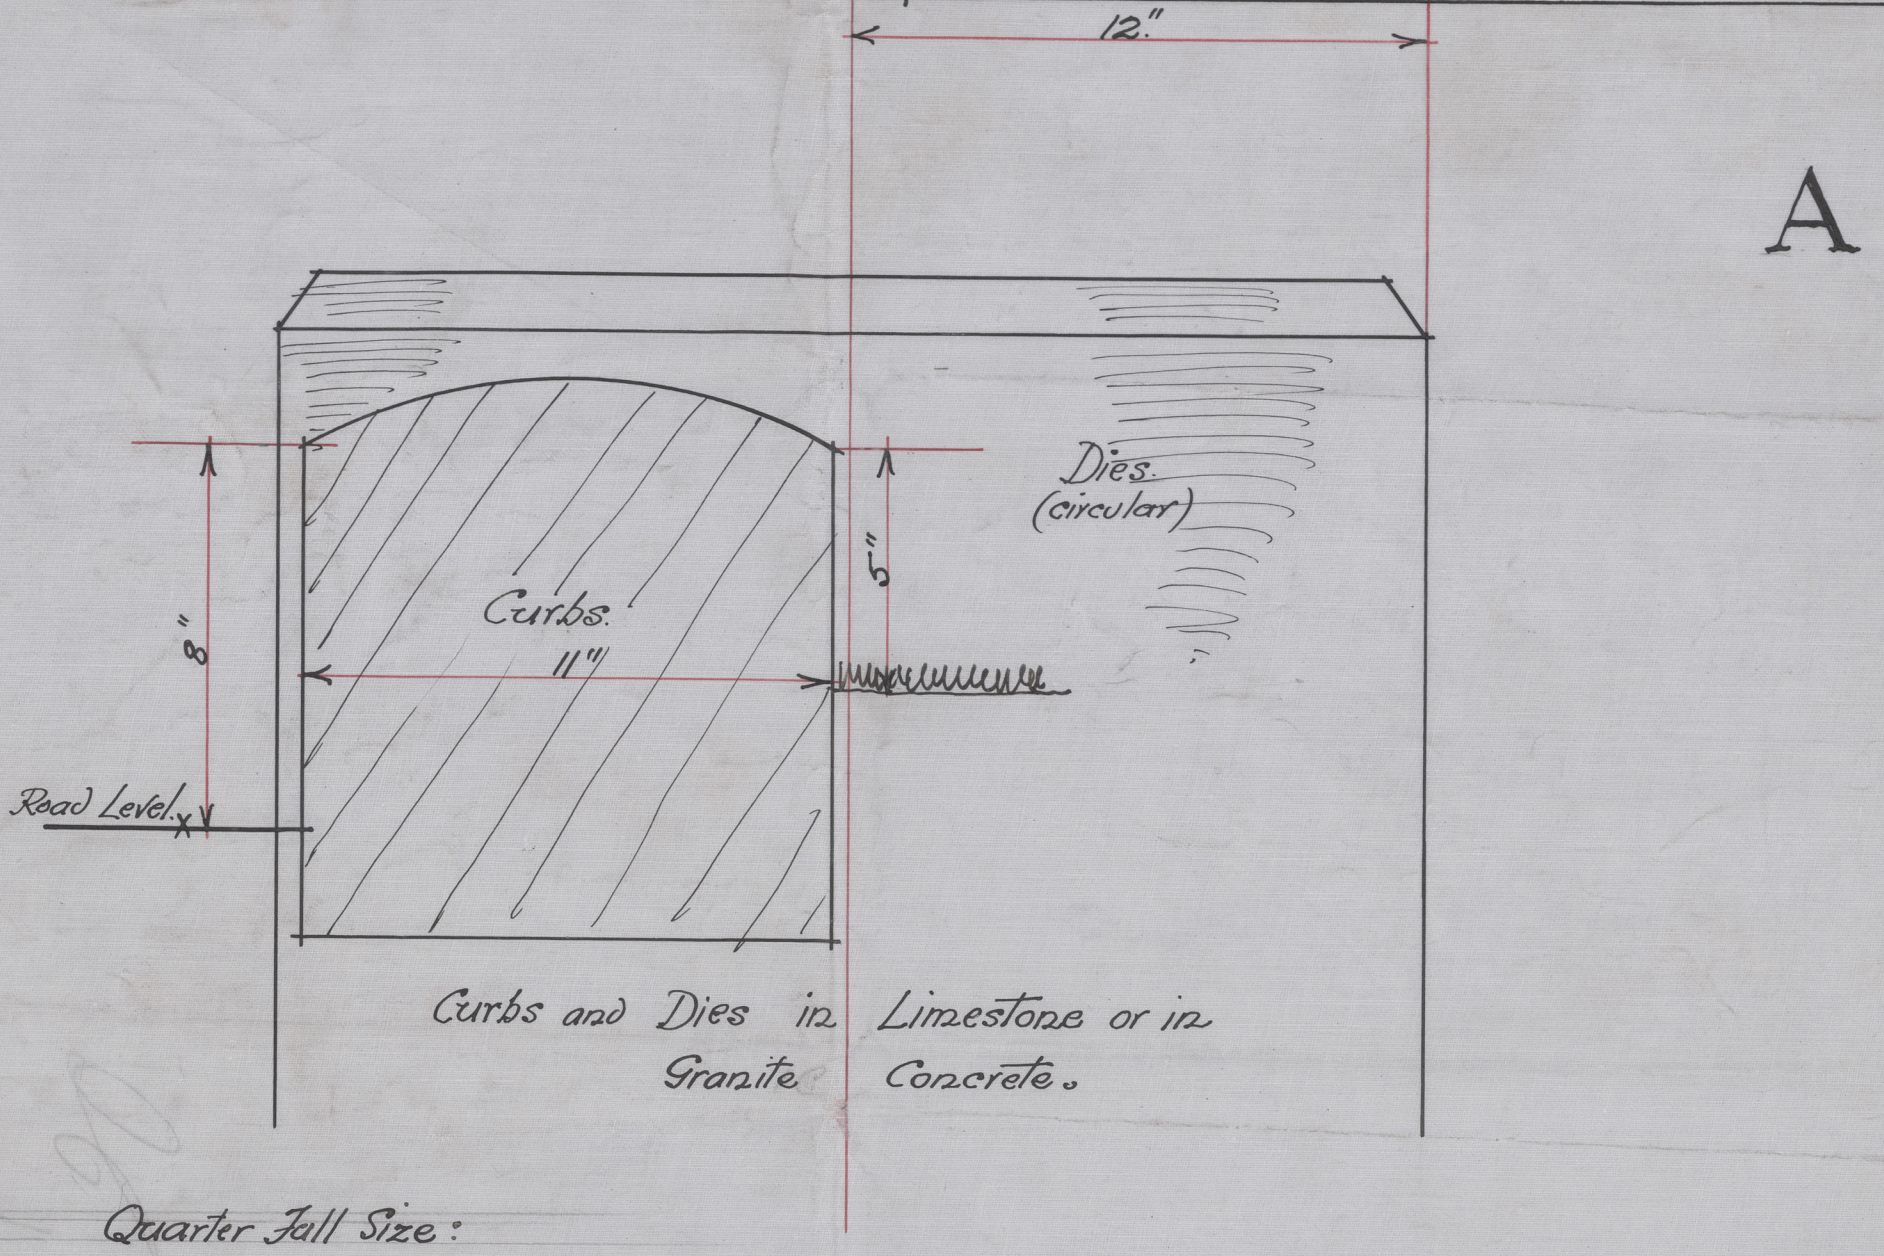 12."
A
Dies.
(circular)
5"
Curbs.
8"
11"
Road Level.
Curbs and Dies in Limestone or in
Granite Concrete.
Quarter Full Size: